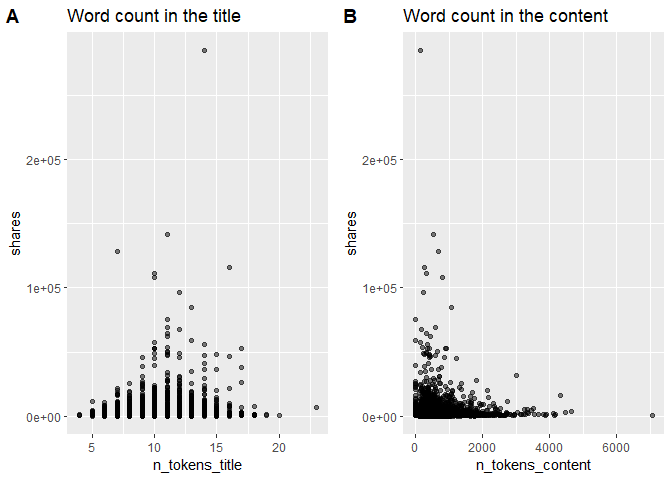 A
Word count in the title
shares
2e+05
1e+05
0e+00
5 10 15 20
n_tokens_title
B
Word count in the content
shares
2e+05
1e+05
0e+00
0 2000 4000 6000
n_tokens_content